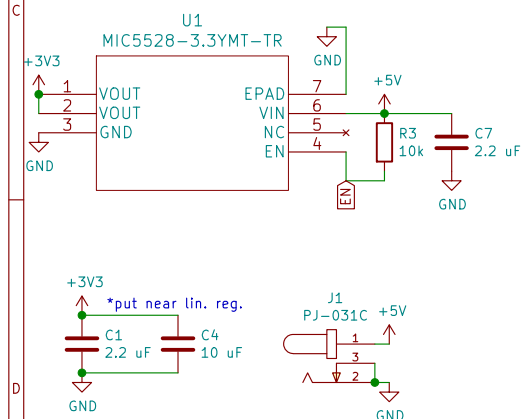 C
U1
MIC5528-3.3YMT-TR
+3V3
GND
1 VOUT
2 VOUT
3 GND
GND
EPAD 7
VIN 6
NC 5
EN 4
+5V
R3
10k
C7
2.2 uF
GND
EN
+3V3
*put near lin. reg.
C1
2.2 uF
C4
10 uF
GND
J1
PJ-031C
+5V
1
3
2
GND
D